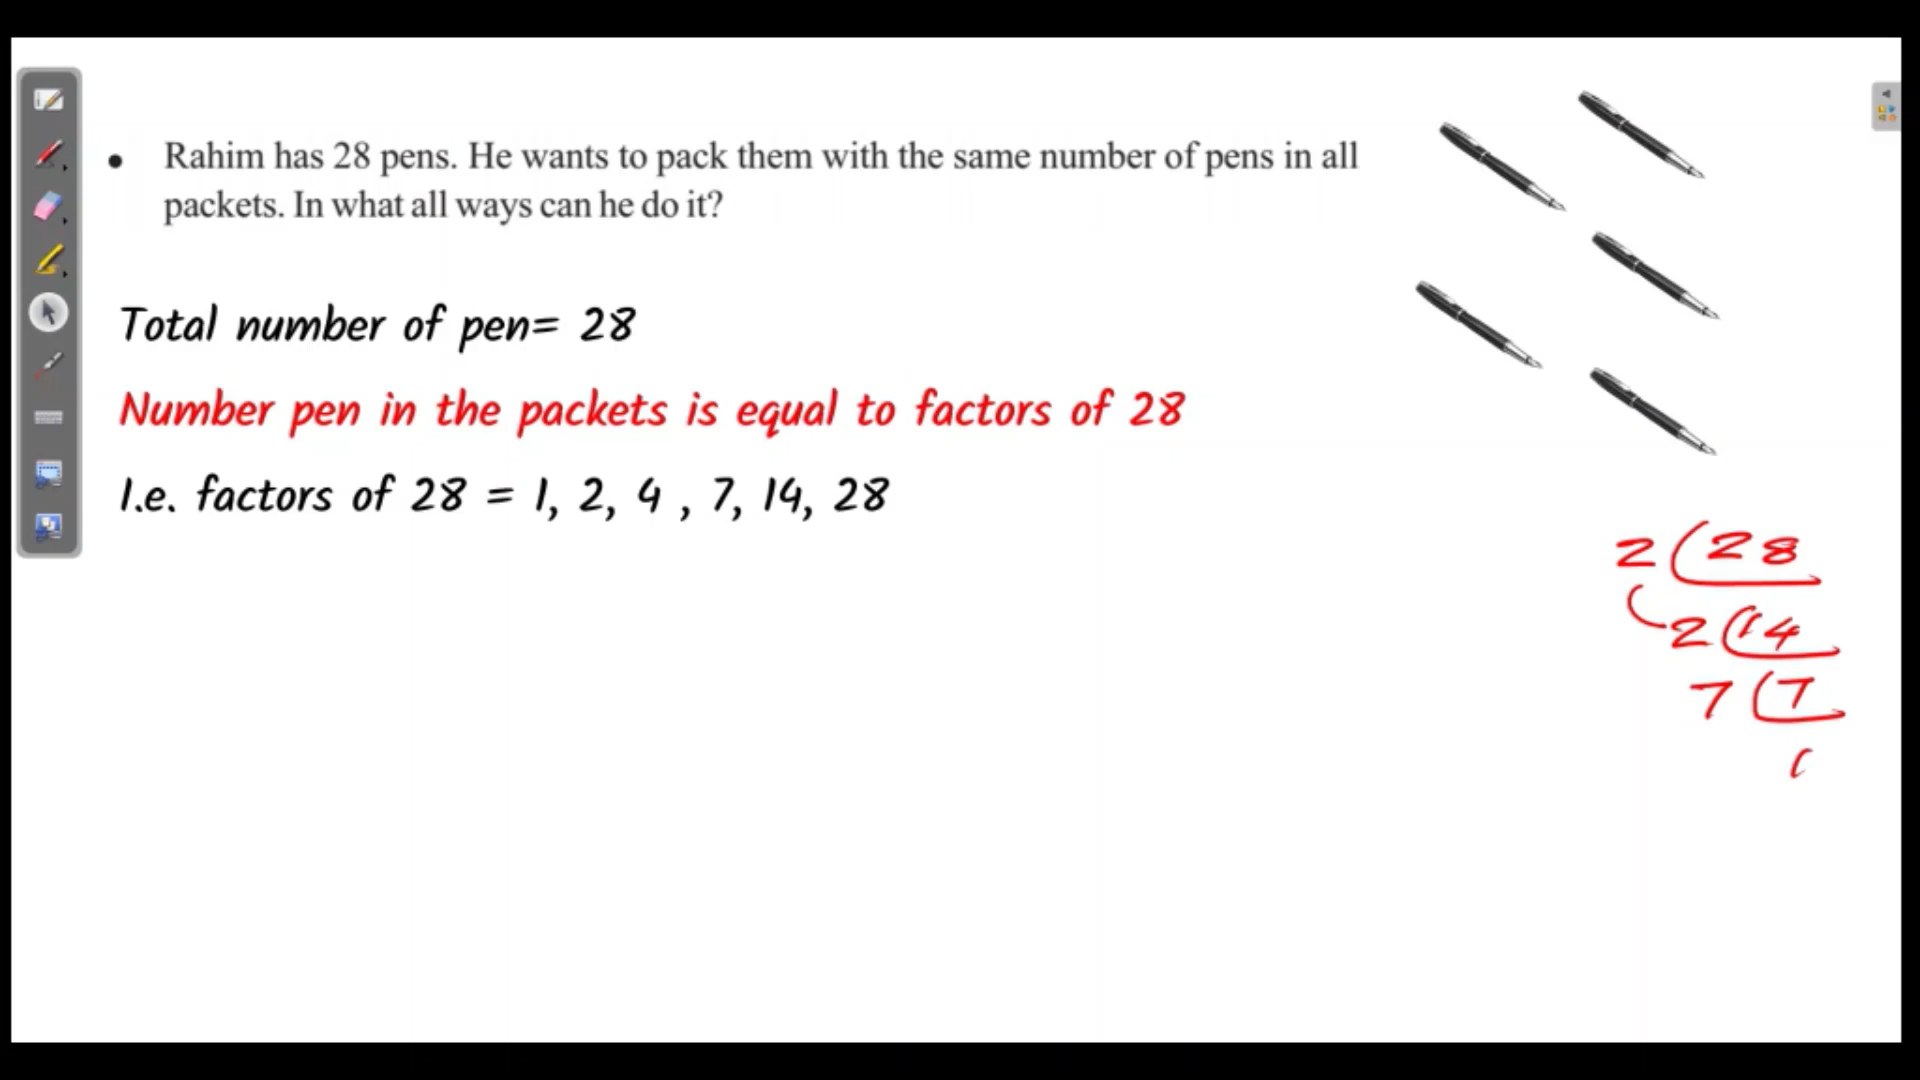 • Rahim has 28 pens. He wants to pack them with the same number of pens in all
packets. In what all ways can he do it?
Total number of pen= 28
Number pen in the packets is equal to factors of 28
I.e. factors of 28 = 1, 2, 4 , 7, 14, 28
2 (28
2 (14
7 (7
1